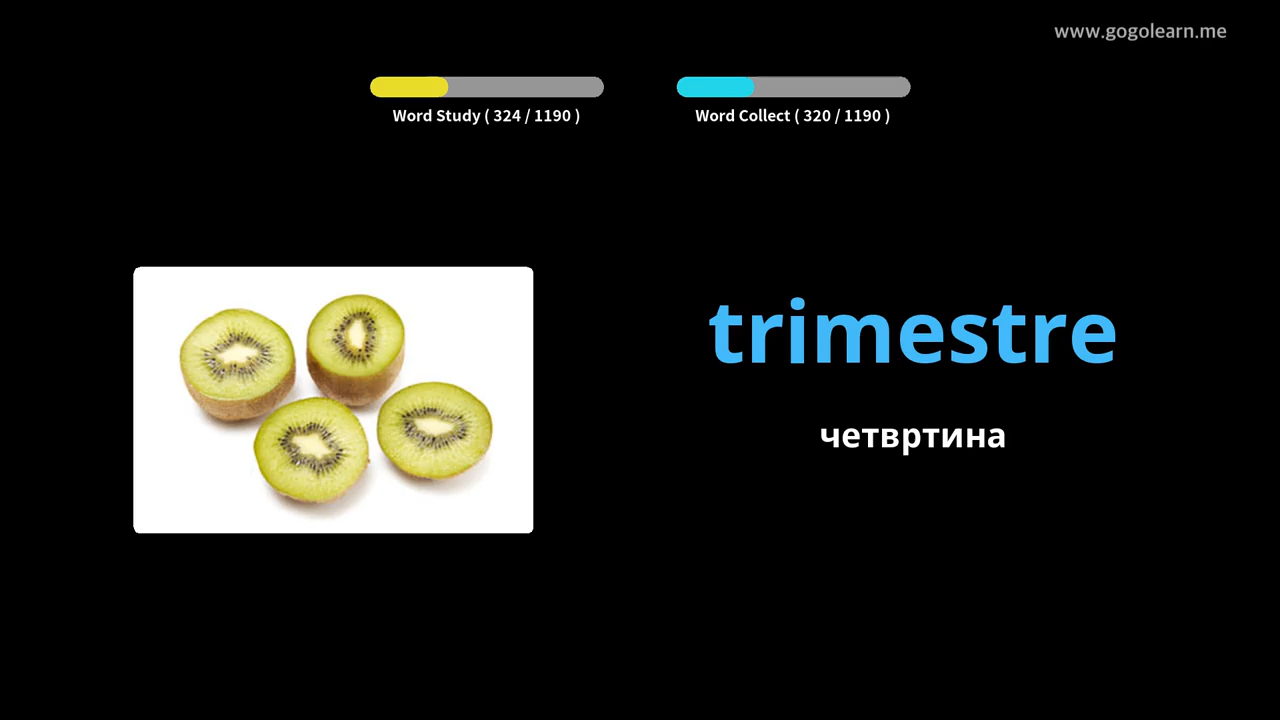 www.gogolearn.me
Word Study ( 324 / 1190 )
Word Collect ( 320 / 1190 )
trimestre
четвртина